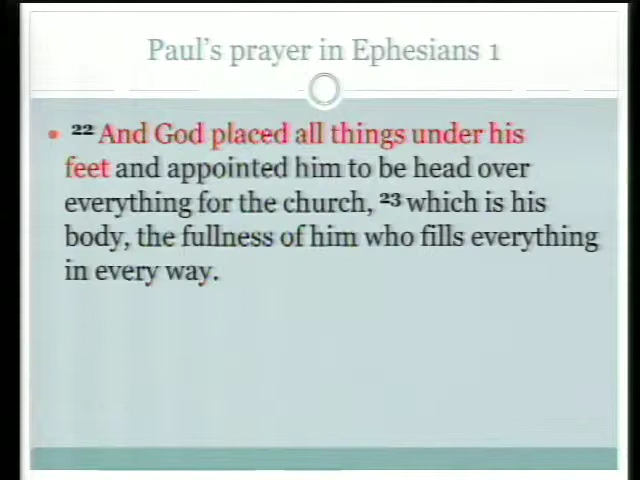 Paul's prayer in Ephesians 1
• 22 And God placed all things under his
feet and appointed him to be head over
everything for the church, 23 which is his
body, the fullness of him who fills everything
in every way.